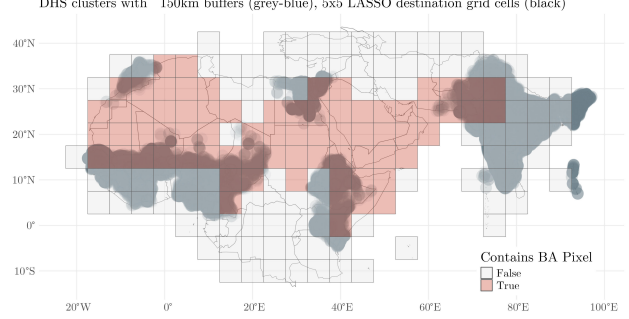 DHS clusters with 150km buffers (grey-blue), 5x5 LASSO destination grid cells (black)
40°N
30°N
20°N
10°N
0°
10°S
Contains BA Pixel
False
True
20°W 0° 20°E 40°E 60°E 80°E 100°E